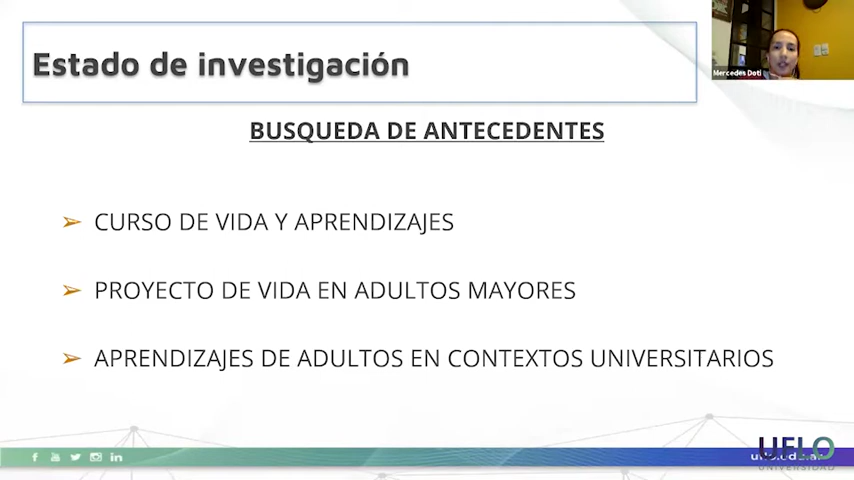 Estado de investigación
Mercedes Doti
BUSQUEDA DE ANTECEDENTES
➢ CURSO DE VIDA Y APRENDIZAJES
➢ PROYECTO DE VIDA EN ADULTOS MAYORES
➢ APRENDIZAJES DE ADULTOS EN CONTEXTOS UNIVERSITARIOS
UFLO
UNIVERSIDAD